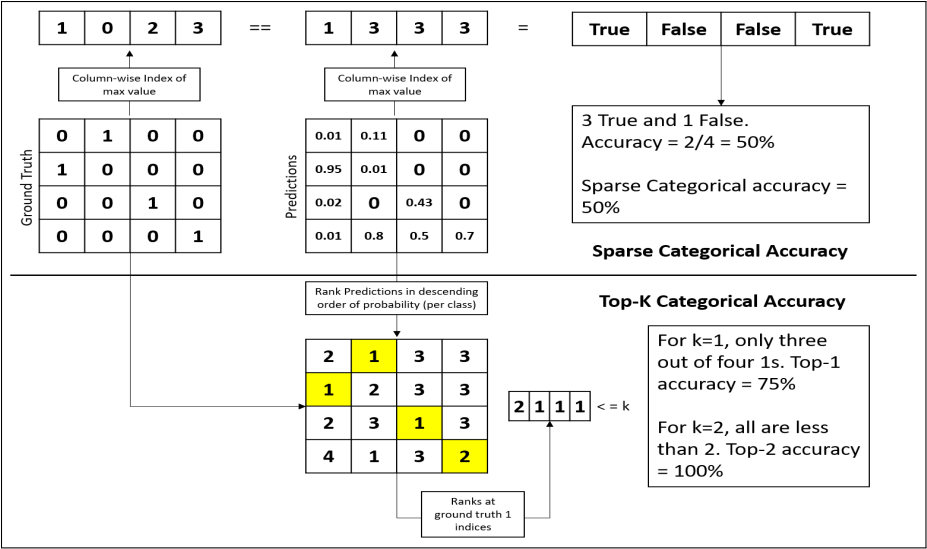 1 0 2 3 == 1 3 3 3 = True False False True
Column-wise Index of
max value
Column-wise Index of
max value
Ground Truth
0 1 0 0
1 0 0 0
0 0 1 0
0 0 0 1
Predictions
0.01 0.11 0 0
0.95 0.01 0 0
0.02 0 0.43 0
0.01 0.8 0.5 0.7
3 True and 1 False.
Accuracy = 2/4 = 50%
Sparse Categorical accuracy =
50%
Sparse Categorical Accuracy
Rank Predictions in descending
order of probability (per class)
Top-K Categorical Accuracy
2 1 3 3
1 2 3 3
2 3 1 3
4 1 3 2
2 1 1 1 <= k
For k=1, only three
out of four 1s. Top-1
accuracy = 75%
For k=2, all are less
than 2. Top-2 accuracy
= 100%
Ranks at
ground truth 1
indices